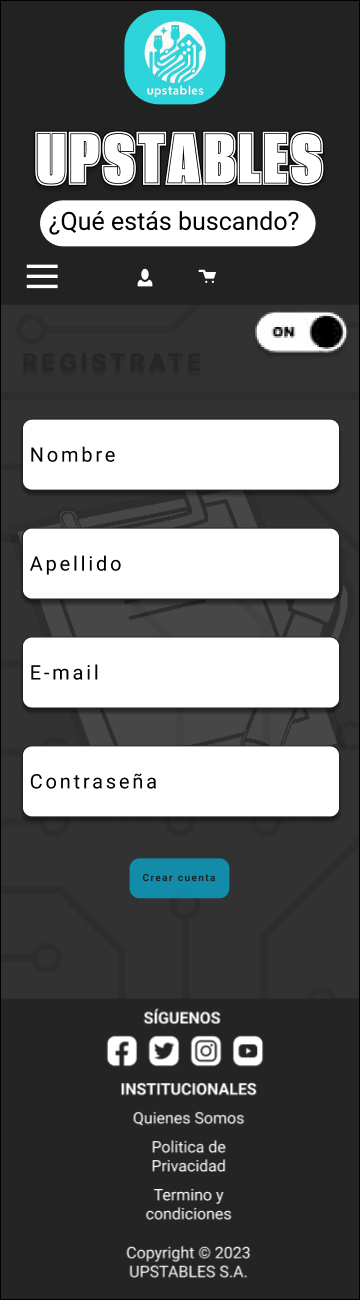 upstables
UPSTABLES
¿Qué estás buscando?
ON
REGISTRATE
Nombre
Apellido
E-mail
Contraseña
Crear cuenta
SÍGUENOS
INSTITUCIONALES
Quienes Somos
Politica de
Privacidad
Termino y
condiciones
Copyright © 2023
UPSTABLES S.A.